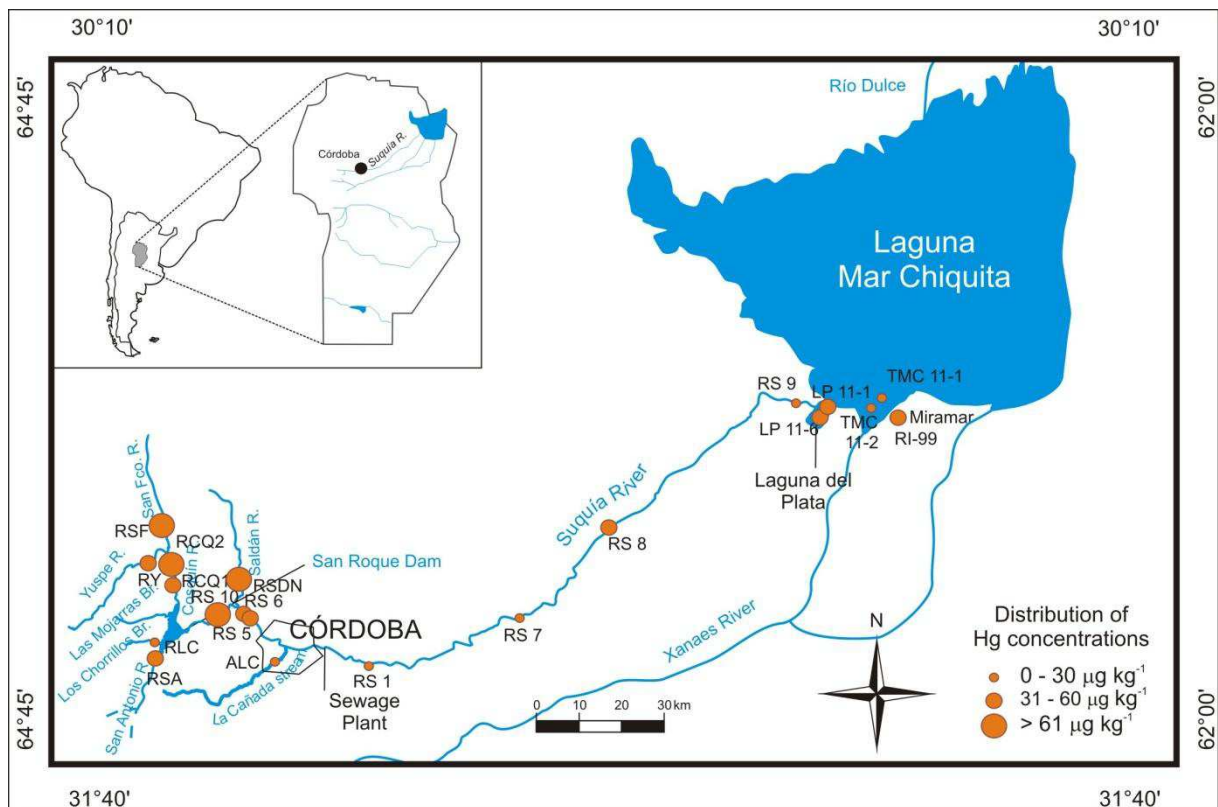 30°10'
30°10'
64°45'
62°00'
Córdoba
Suquía R.
Río Dulce
Laguna
Mar Chiquita
RS 9
LP 11-1
TMC 11-1
LP 11-6
TMC
11-2
Miramar
RI-99
Laguna del
Plata
Suquía River
RS 8
San Fco. R.
RSF
RCQ2
Yuspe R.
RY
RCQ1
Cosquín R.
Saldán R.
San Roque Dam
RSDN
RS 10
RS 6
RS 5
Las Mojarras Br.
Los Chorrillos Br.
RLC
RSA
San Antonio R.
ALC
La Cañada stream
CÓRDOBA
Sewage
Plant
RS 1
RS 7
Xanaes River
0 10 20 30 km
N
Distribution of
Hg concentrations
0 - 30 µg kg⁻¹
31 - 60 µg kg⁻¹
> 61 µg kg⁻¹
64°45'
62°00'
31°40'
31°40'